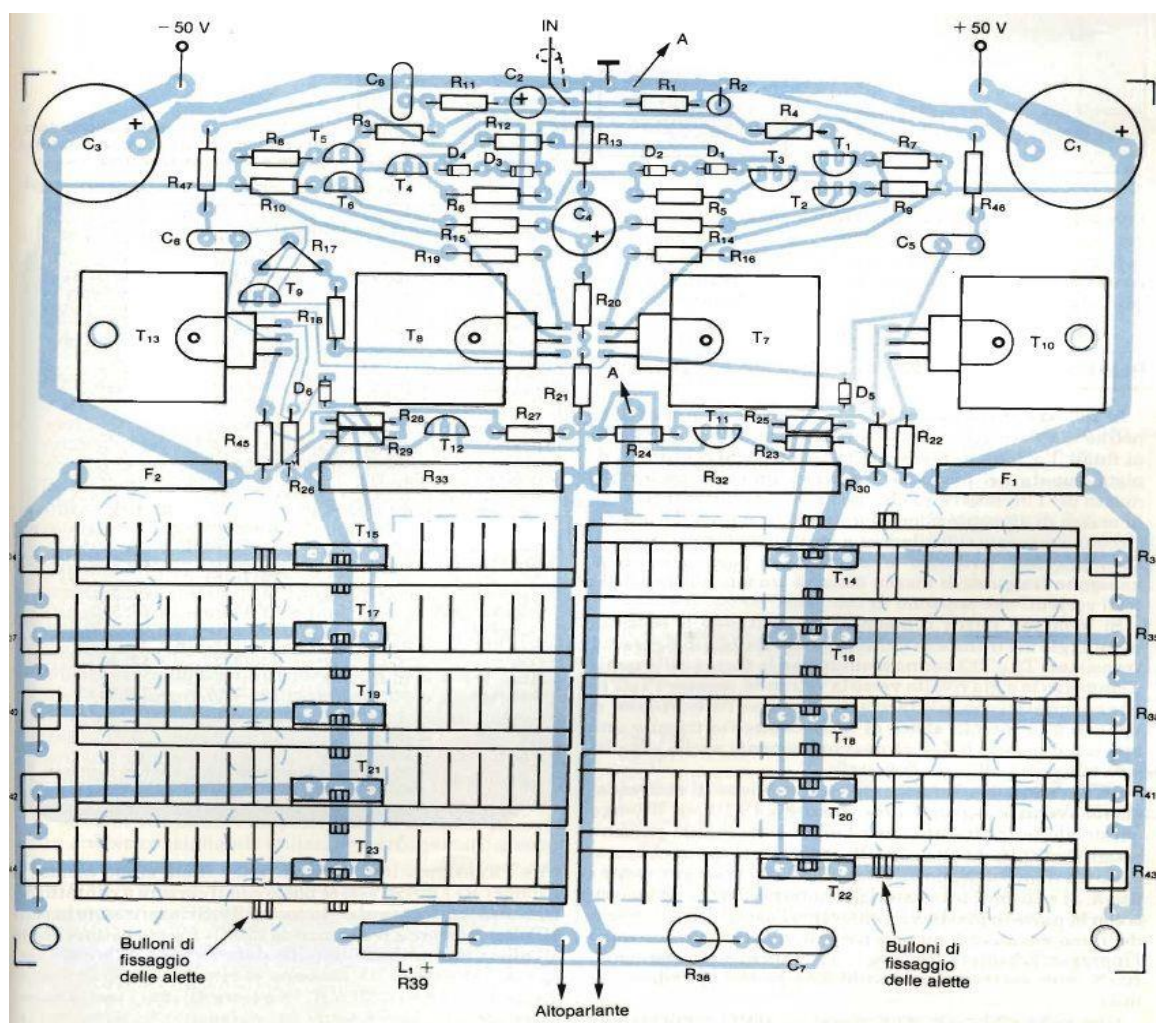 − 50 V
IN
A
+ 50 V
C8
R11
C2
R1
R2
C3
R8
T5
R3
R12
R13
R4
T1
R7
C1
D4
D3
D2
D1
T3
R47
R10
T6
T4
R6
C4
R5
T2
R9
R46
C6
R17
R15
R14
C5
R19
R16
T9
R18
R20
T13
T8
T7
T10
D6
R21
A
D5
R45
R28
R27
T11
R25
R22
R29
T12
R24
R23
F2
R26
R33
R32
R30
F1
T15
T14
T17
T16
R35
T19
T18
T21
T20
R41
T23
T22
R43
Bulloni di
fissaggio
delle alette
L1 +
R39
R36
C7
Bulloni di
fissaggio
delle alette
Altoparlante